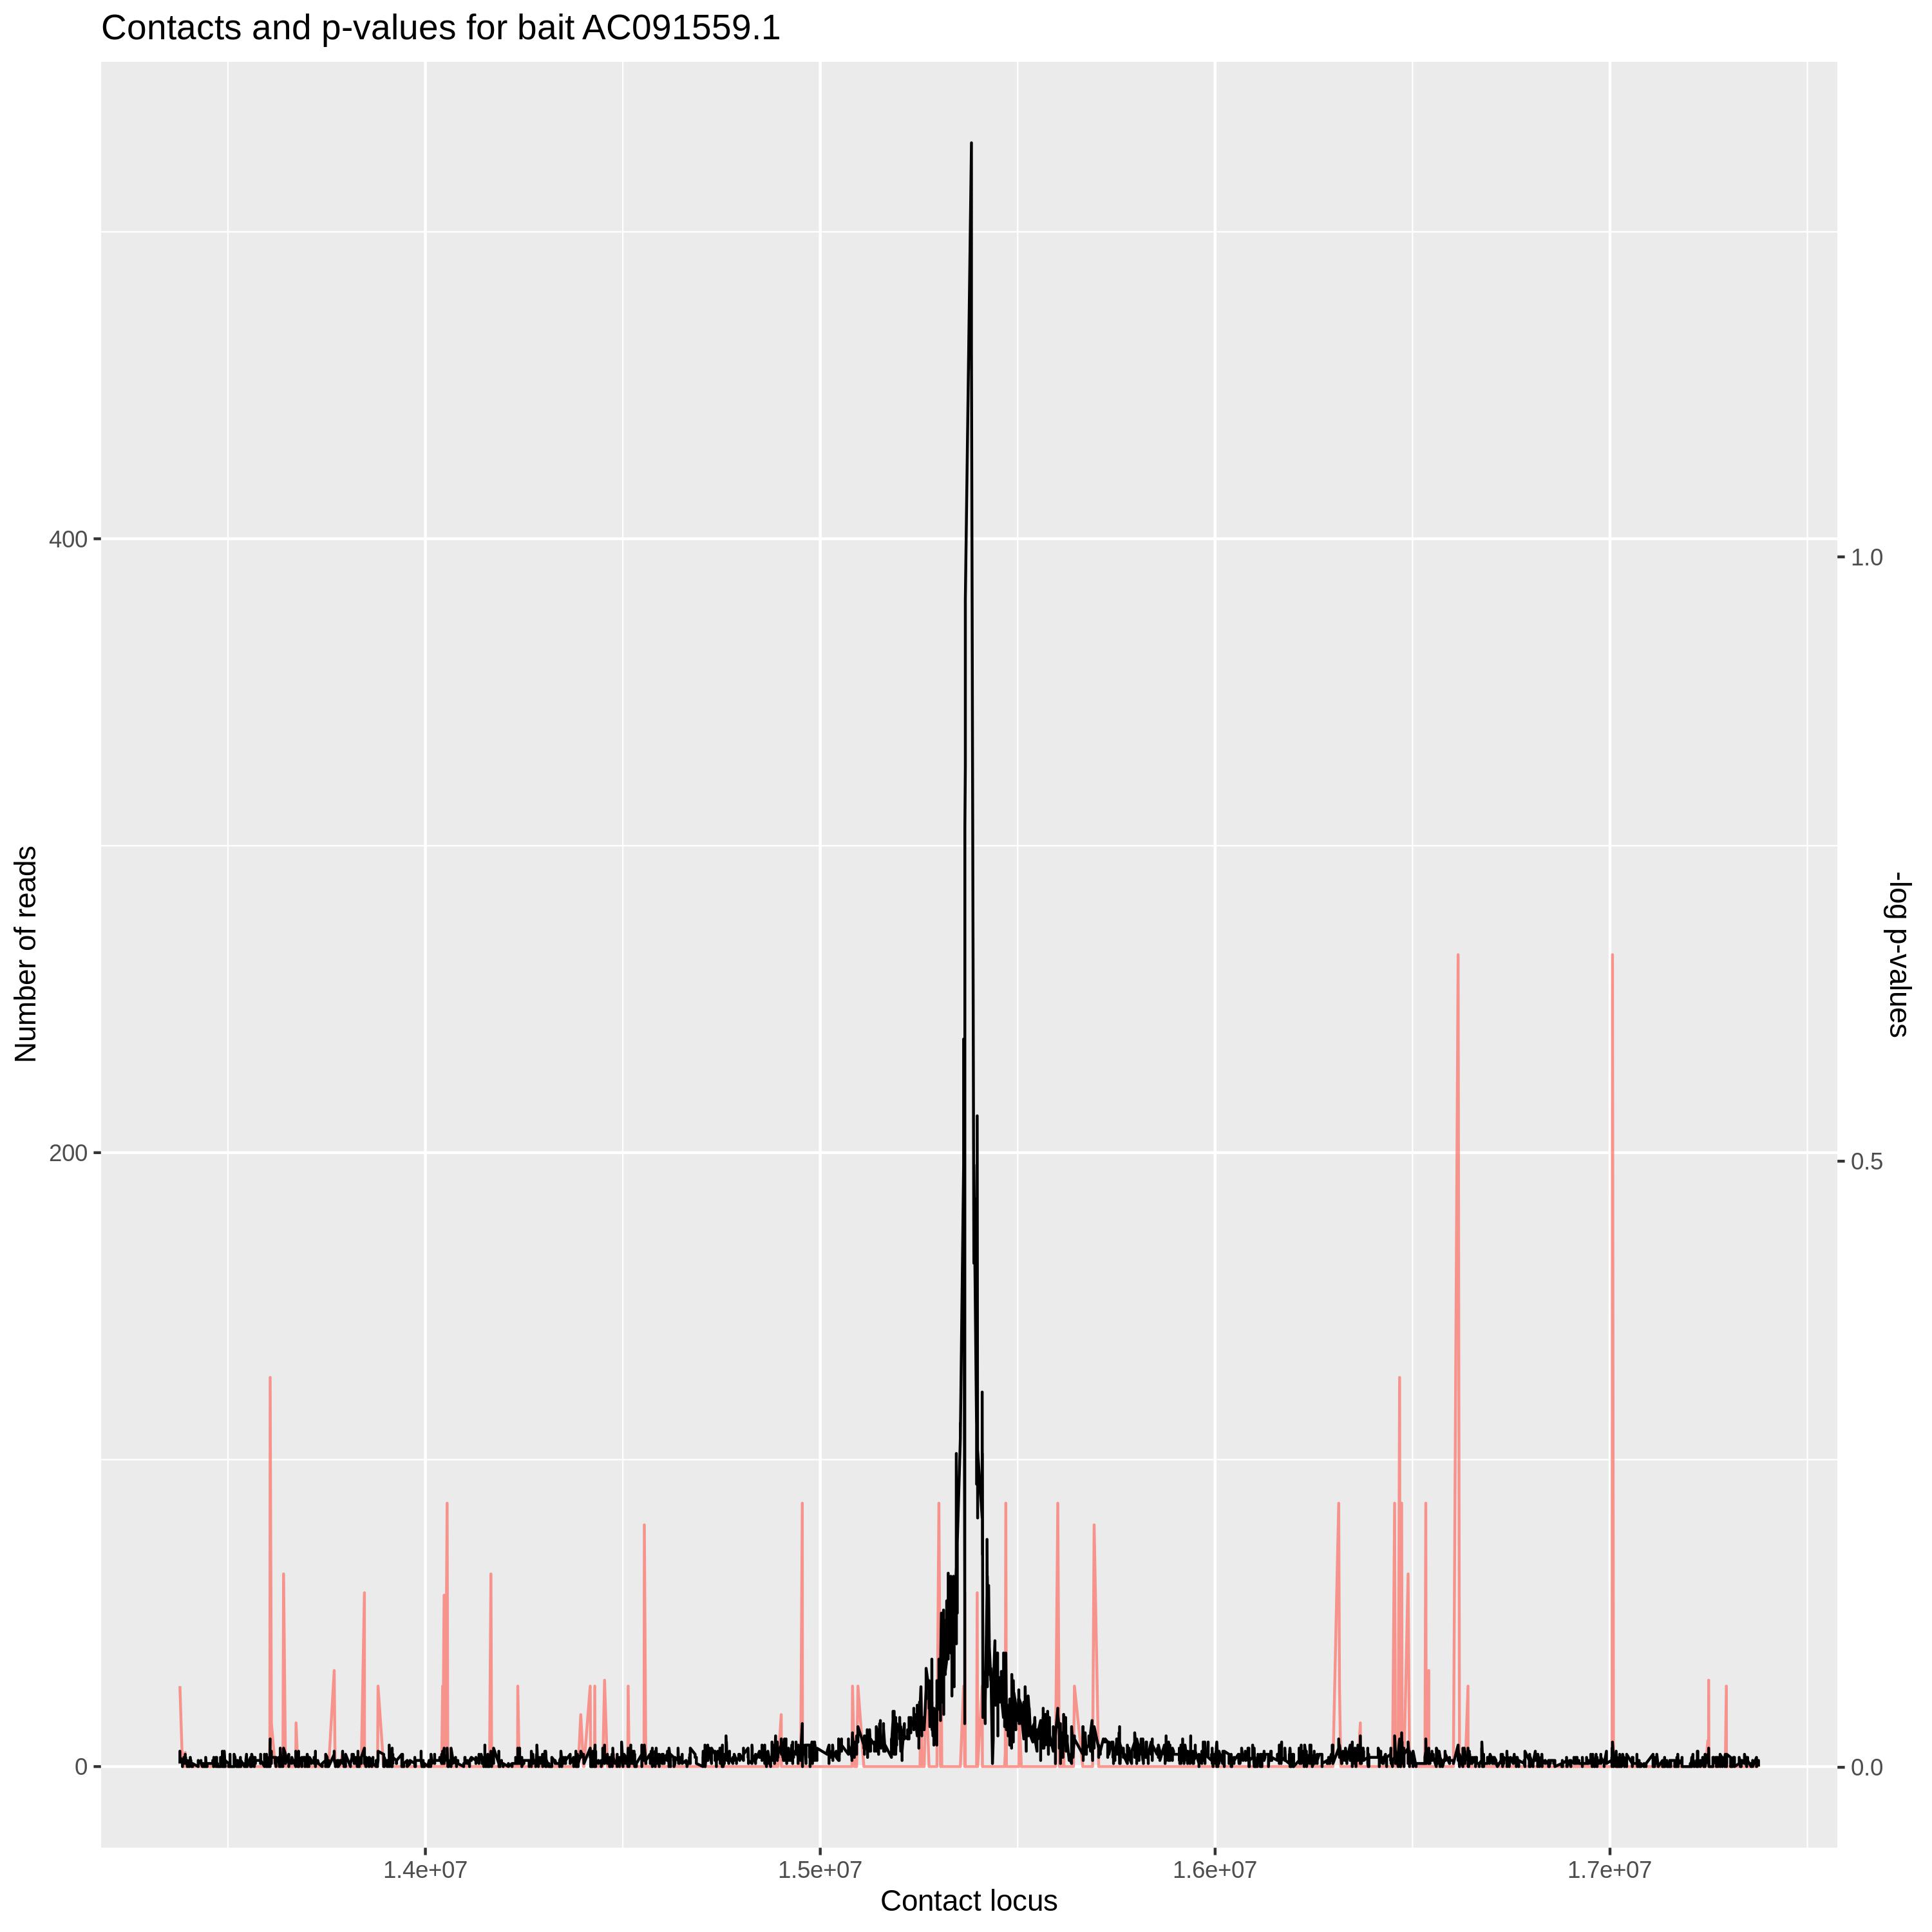 Contacts and p-values for bait AC091559.1
400
200
0
Number of reads
1.0
0.5
0.0
-log p-values
1.4e+07
1.5e+07
1.6e+07
1.7e+07
Contact locus